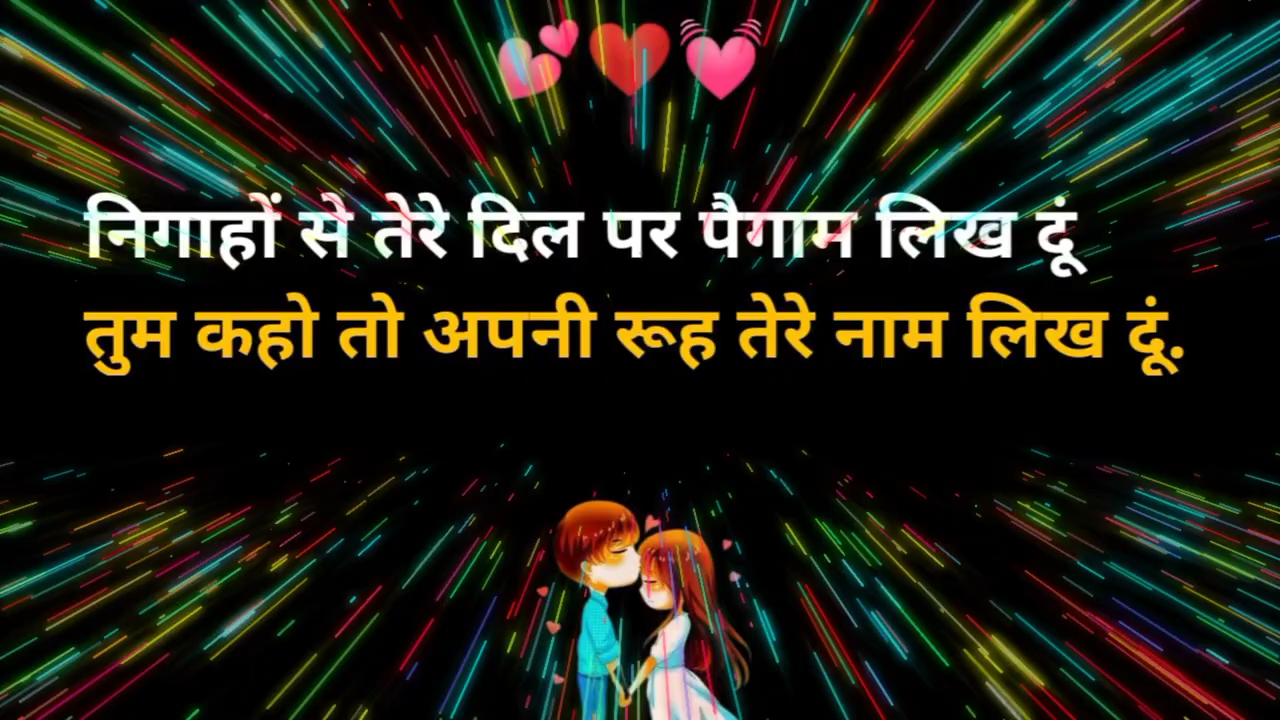 निगाहों से तेरे दिल पर पैगाम लिख दूं
तुम कहो तो अपनी रूह तेरे नाम लिख दूं.